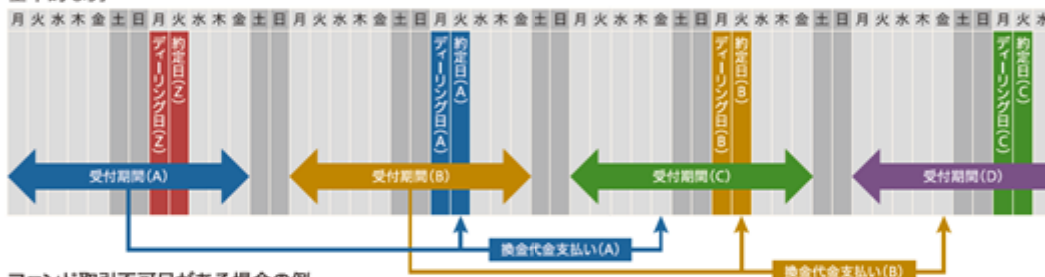 月火水木金土日月火水木金土日月火水木金土日月火水木金土日月火水木金土日月火水木金土日月火水木金土日月火水
ディーリング日(Z)
約定日(Z)
ディーリング日(A)
約定日(A)
ディーリング日(B)
約定日(B)
ディーリング日(C)
約定日(C)
受付期間(A)
受付期間(B)
受付期間(C)
受付期間(D)
換金代金支払い(A)
換金代金支払い(B)